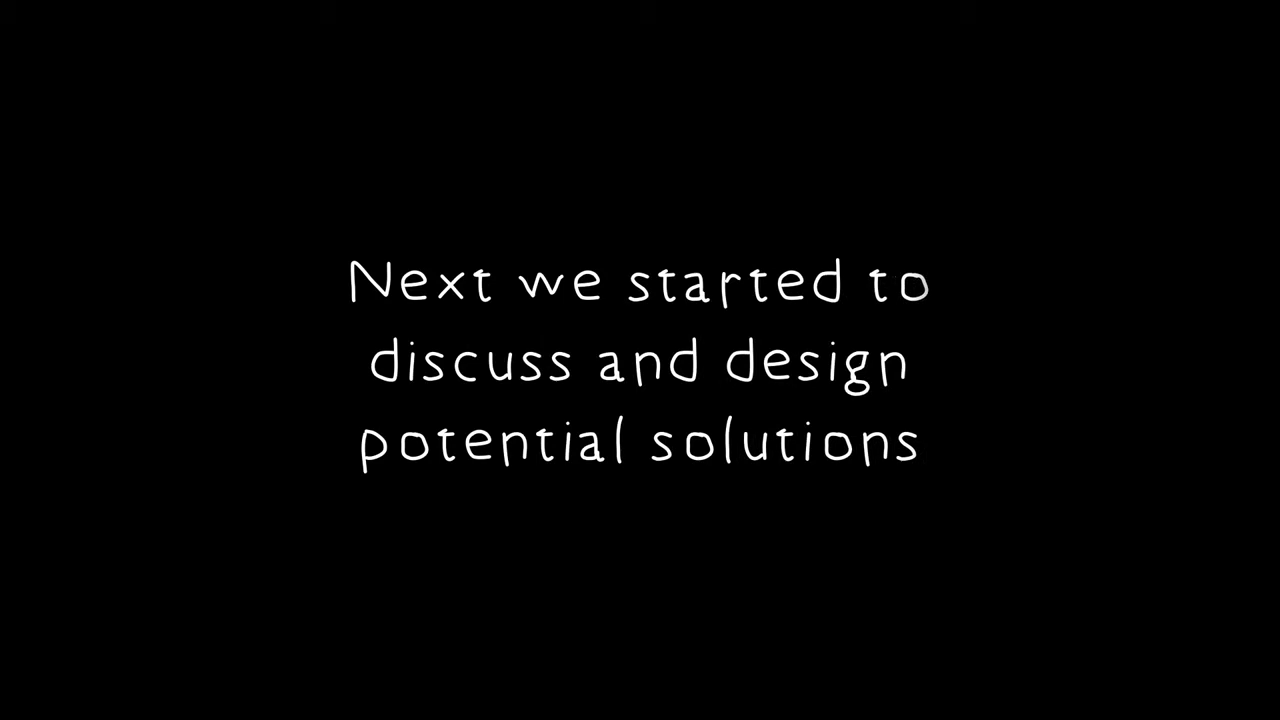 Next we started to
discuss and design
potential solutions